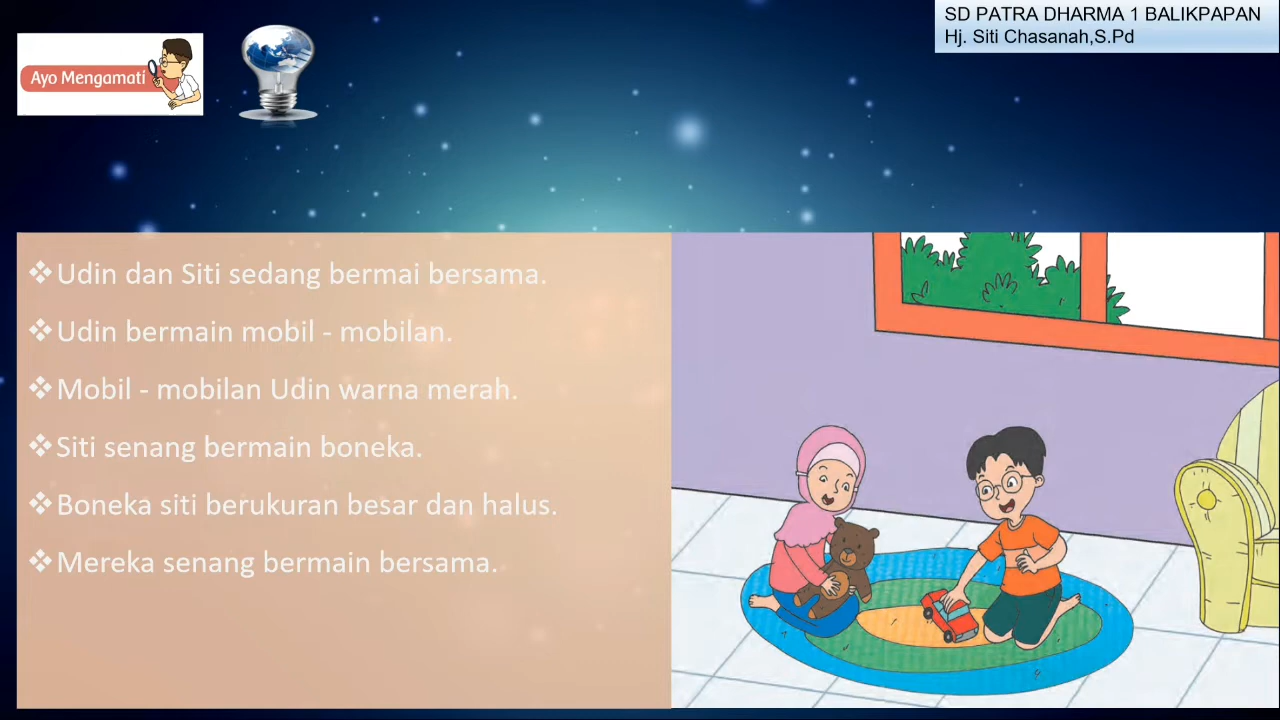 SD PATRA DHARMA 1 BALIKPAPAN
Hj. Siti Chasanah,S.Pd
Ayo Mengamati
❖Udin dan Siti sedang bermai bersama.
❖Udin bermain mobil - mobilan.
❖Mobil - mobilan Udin warna merah.
❖Siti senang bermain boneka.
❖Boneka siti berukuran besar dan halus.
❖Mereka senang bermain bersama.